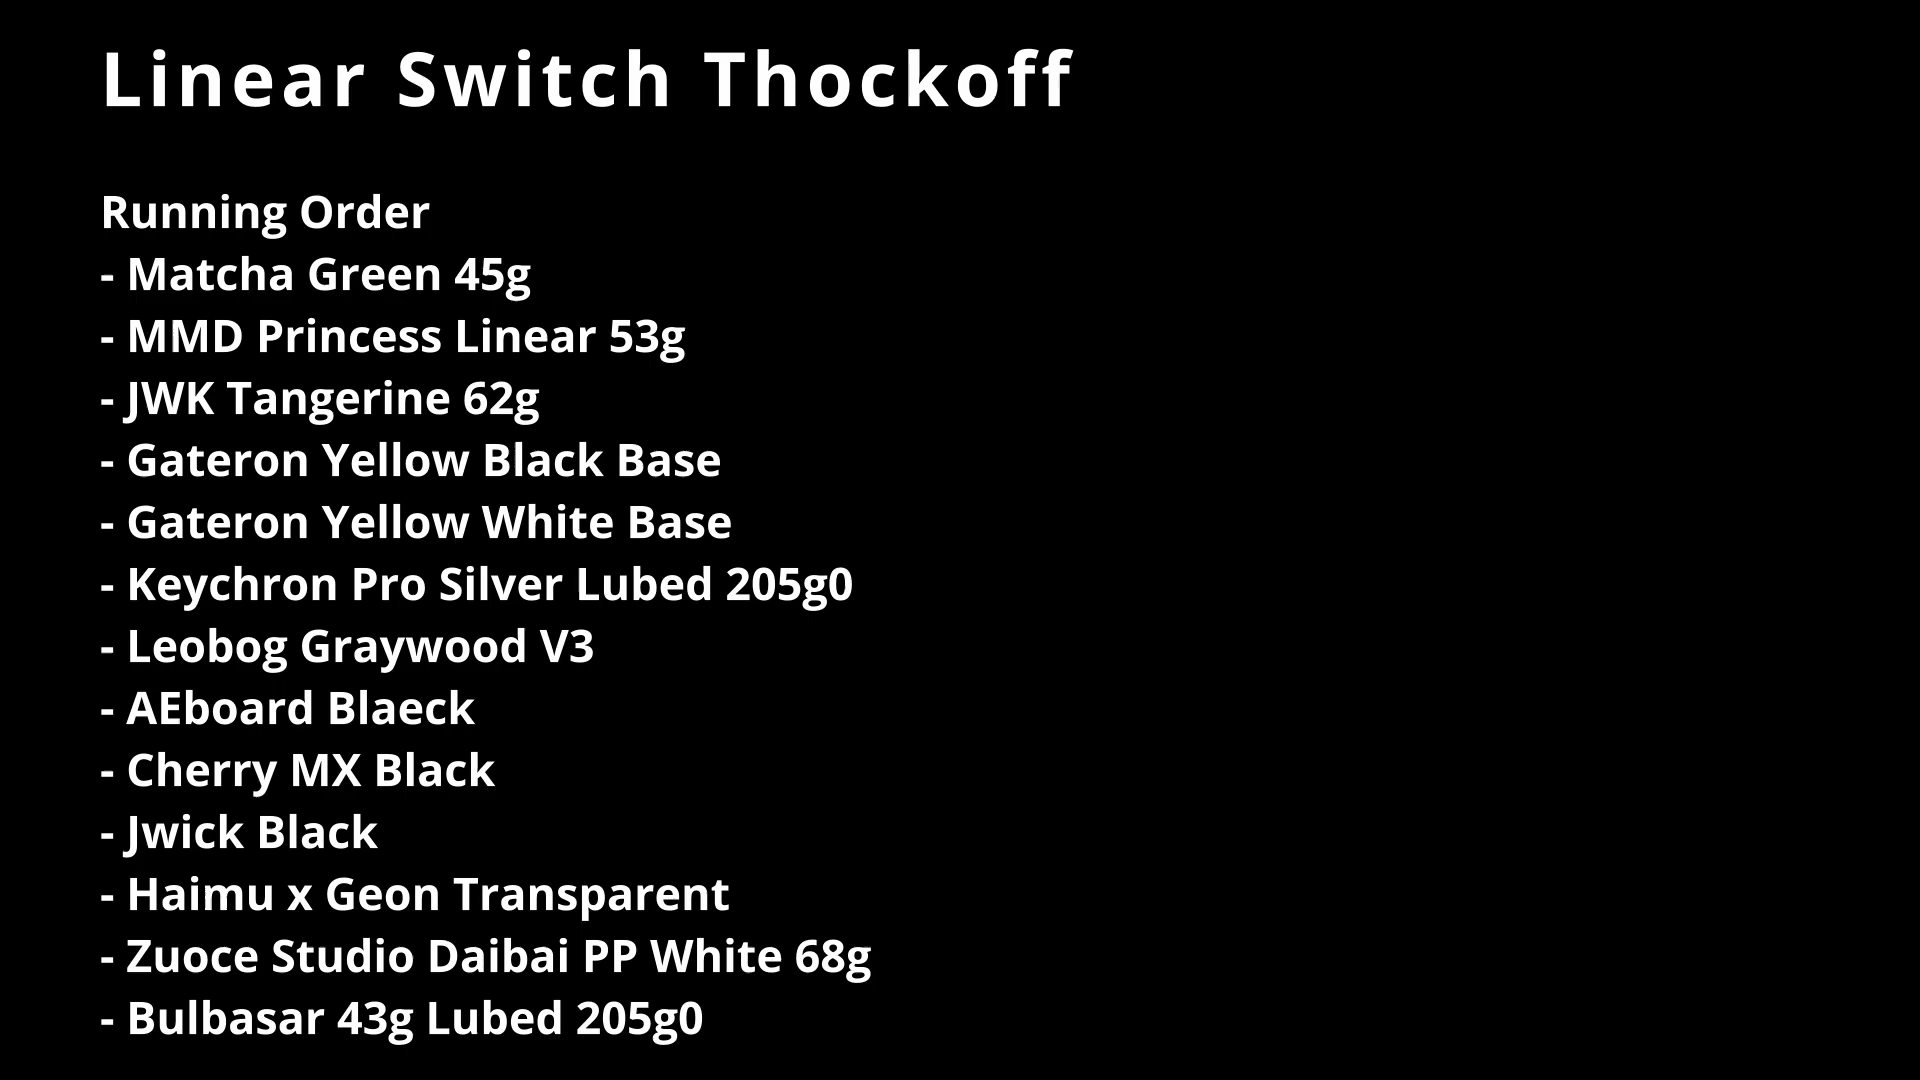 Linear Switch Thockoff
Running Order
- Matcha Green 45g
- MMD Princess Linear 53g
- JWK Tangerine 62g
- Gateron Yellow Black Base
- Gateron Yellow White Base
- Keychron Pro Silver Lubed 205g0
- Leobog Graywood V3
- AEboard Blaeck
- Cherry MX Black
- Jwick Black
- Haimu x Geon Transparent
- Zuoce Studio Daibai PP White 68g
- Bulbasar 43g Lubed 205g0